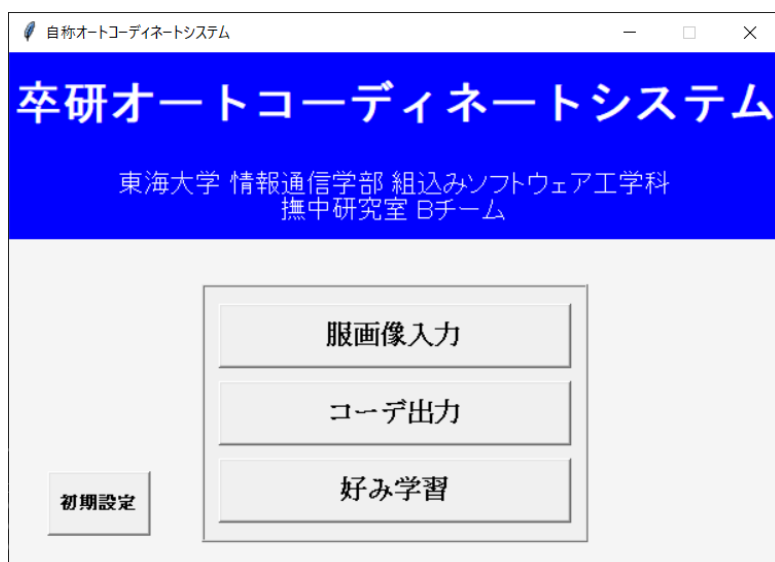 自称オートコーディネートシステム
卒研オートコーディネートシステム
東海大学 情報通信学部 組込みソフトウェア工学科
撫中研究室 Bチーム
服画像入力
コーデ出力
好み学習
初期設定